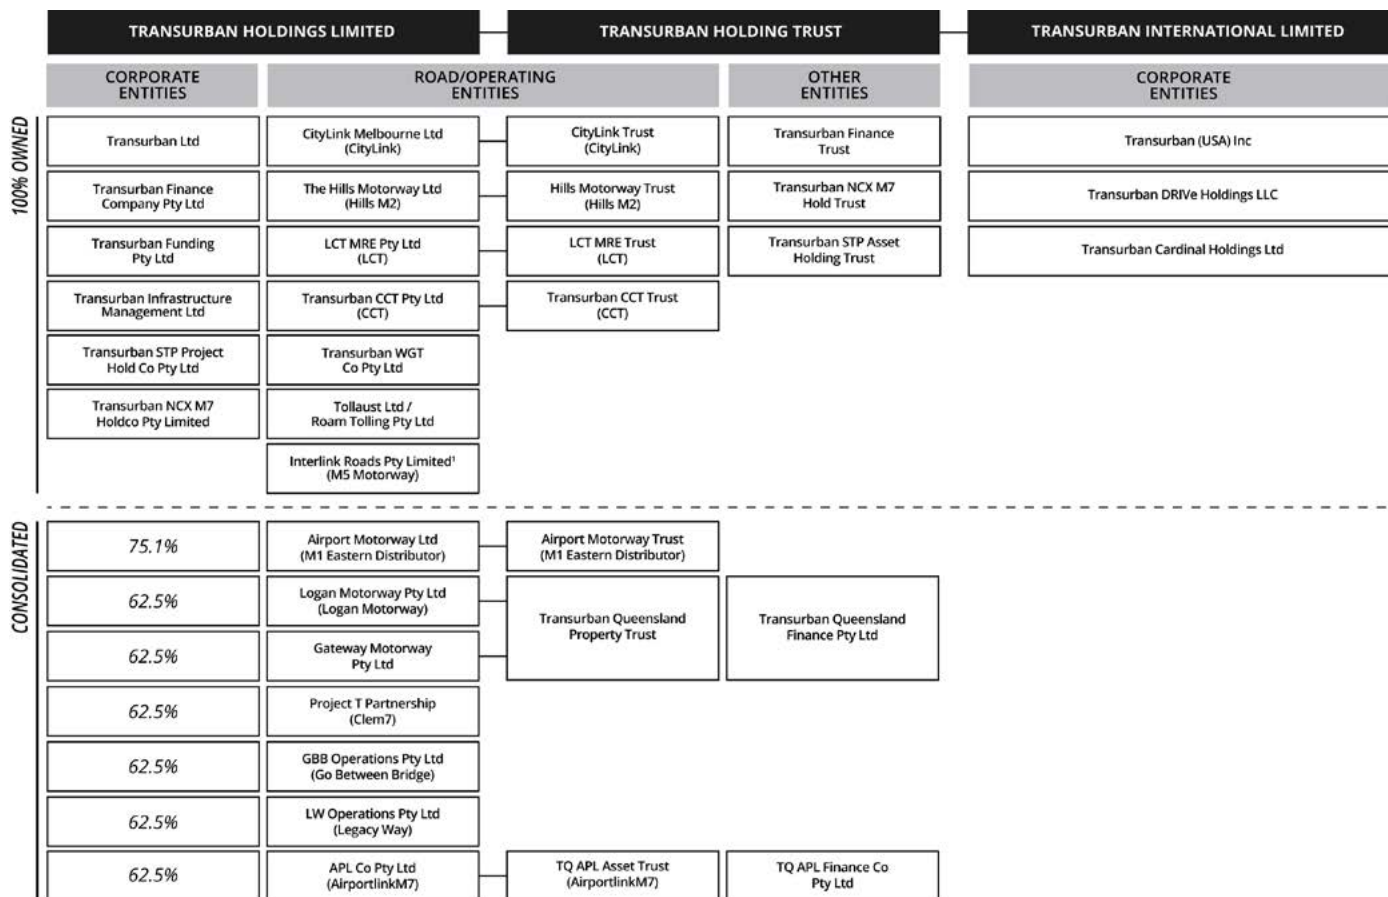 TRANSURBAN HOLDINGS LIMITED
TRANSURBAN HOLDING TRUST
TRANSURBAN INTERNATIONAL LIMITED
CORPORATE
ENTITIES
ROAD/OPERATING
ENTITIES
OTHER
ENTITIES
CORPORATE
ENTITIES
100% OWNED
Transurban Ltd
CityLink Melbourne Ltd
(CityLink)
CityLink Trust
(CityLink)
Transurban Finance
Trust
Transurban (USA) Inc
Transurban Finance
Company Pty Ltd
The Hills Motorway Ltd
(Hills M2)
Hills Motorway Trust
(Hills M2)
Transurban NCX M7
Hold Trust
Transurban DRIVe Holdings LLC
Transurban Funding
Pty Ltd
LCT MRE Pty Ltd
(LCT)
LCT MRE Trust
(LCT)
Transurban STP Asset
Holding Trust
Transurban Cardinal Holdings Ltd
Transurban Infrastructure
Management Ltd
Transurban CCT Pty Ltd
(CCT)
Transurban CCT Trust
(CCT)
Transurban STP Project
Hold Co Pty Ltd
Transurban WGT
Co Pty Ltd
Transurban NCX M7
Holdco Pty Limited
Tollaust Ltd /
Roam Tolling Pty Ltd
Interlink Roads Pty Limited¹
(M5 Motorway)
CONSOLIDATED
75.1%
Airport Motorway Ltd
(M1 Eastern Distributor)
Airport Motorway Trust
(M1 Eastern Distributor)
62.5%
Logan Motorway Pty Ltd
(Logan Motorway)
Transurban Queensland
Property Trust
Transurban Queensland
Finance Pty Ltd
62.5%
Gateway Motorway
Pty Ltd
62.5%
Project T Partnership
(Clem7)
62.5%
GBB Operations Pty Ltd
(Go Between Bridge)
62.5%
LW Operations Pty Ltd
(Legacy Way)
62.5%
APL Co Pty Ltd
(AirportlinkM7)
TQ APL Asset Trust
(AirportlinkM7)
TQ APL Finance Co
Pty Ltd